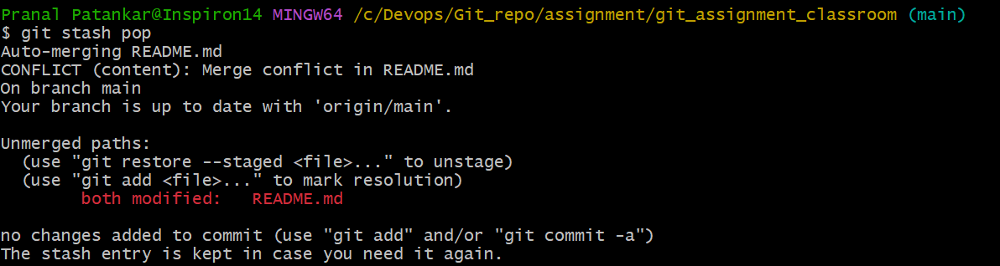 Pranal Patankar@Inspiron14 MINGW64 /c/Devops/Git_repo/assignment/git_assignment_classroom (main)
$ git stash pop
Auto-merging README.md
CONFLICT (content): Merge conflict in README.md
On branch main
Your branch is up to date with 'origin/main'.

Unmerged paths:
  (use "git restore --staged <file>..." to unstage)
  (use "git add <file>..." to mark resolution)
        both modified:   README.md

no changes added to commit (use "git add" and/or "git commit -a")
The stash entry is kept in case you need it again.